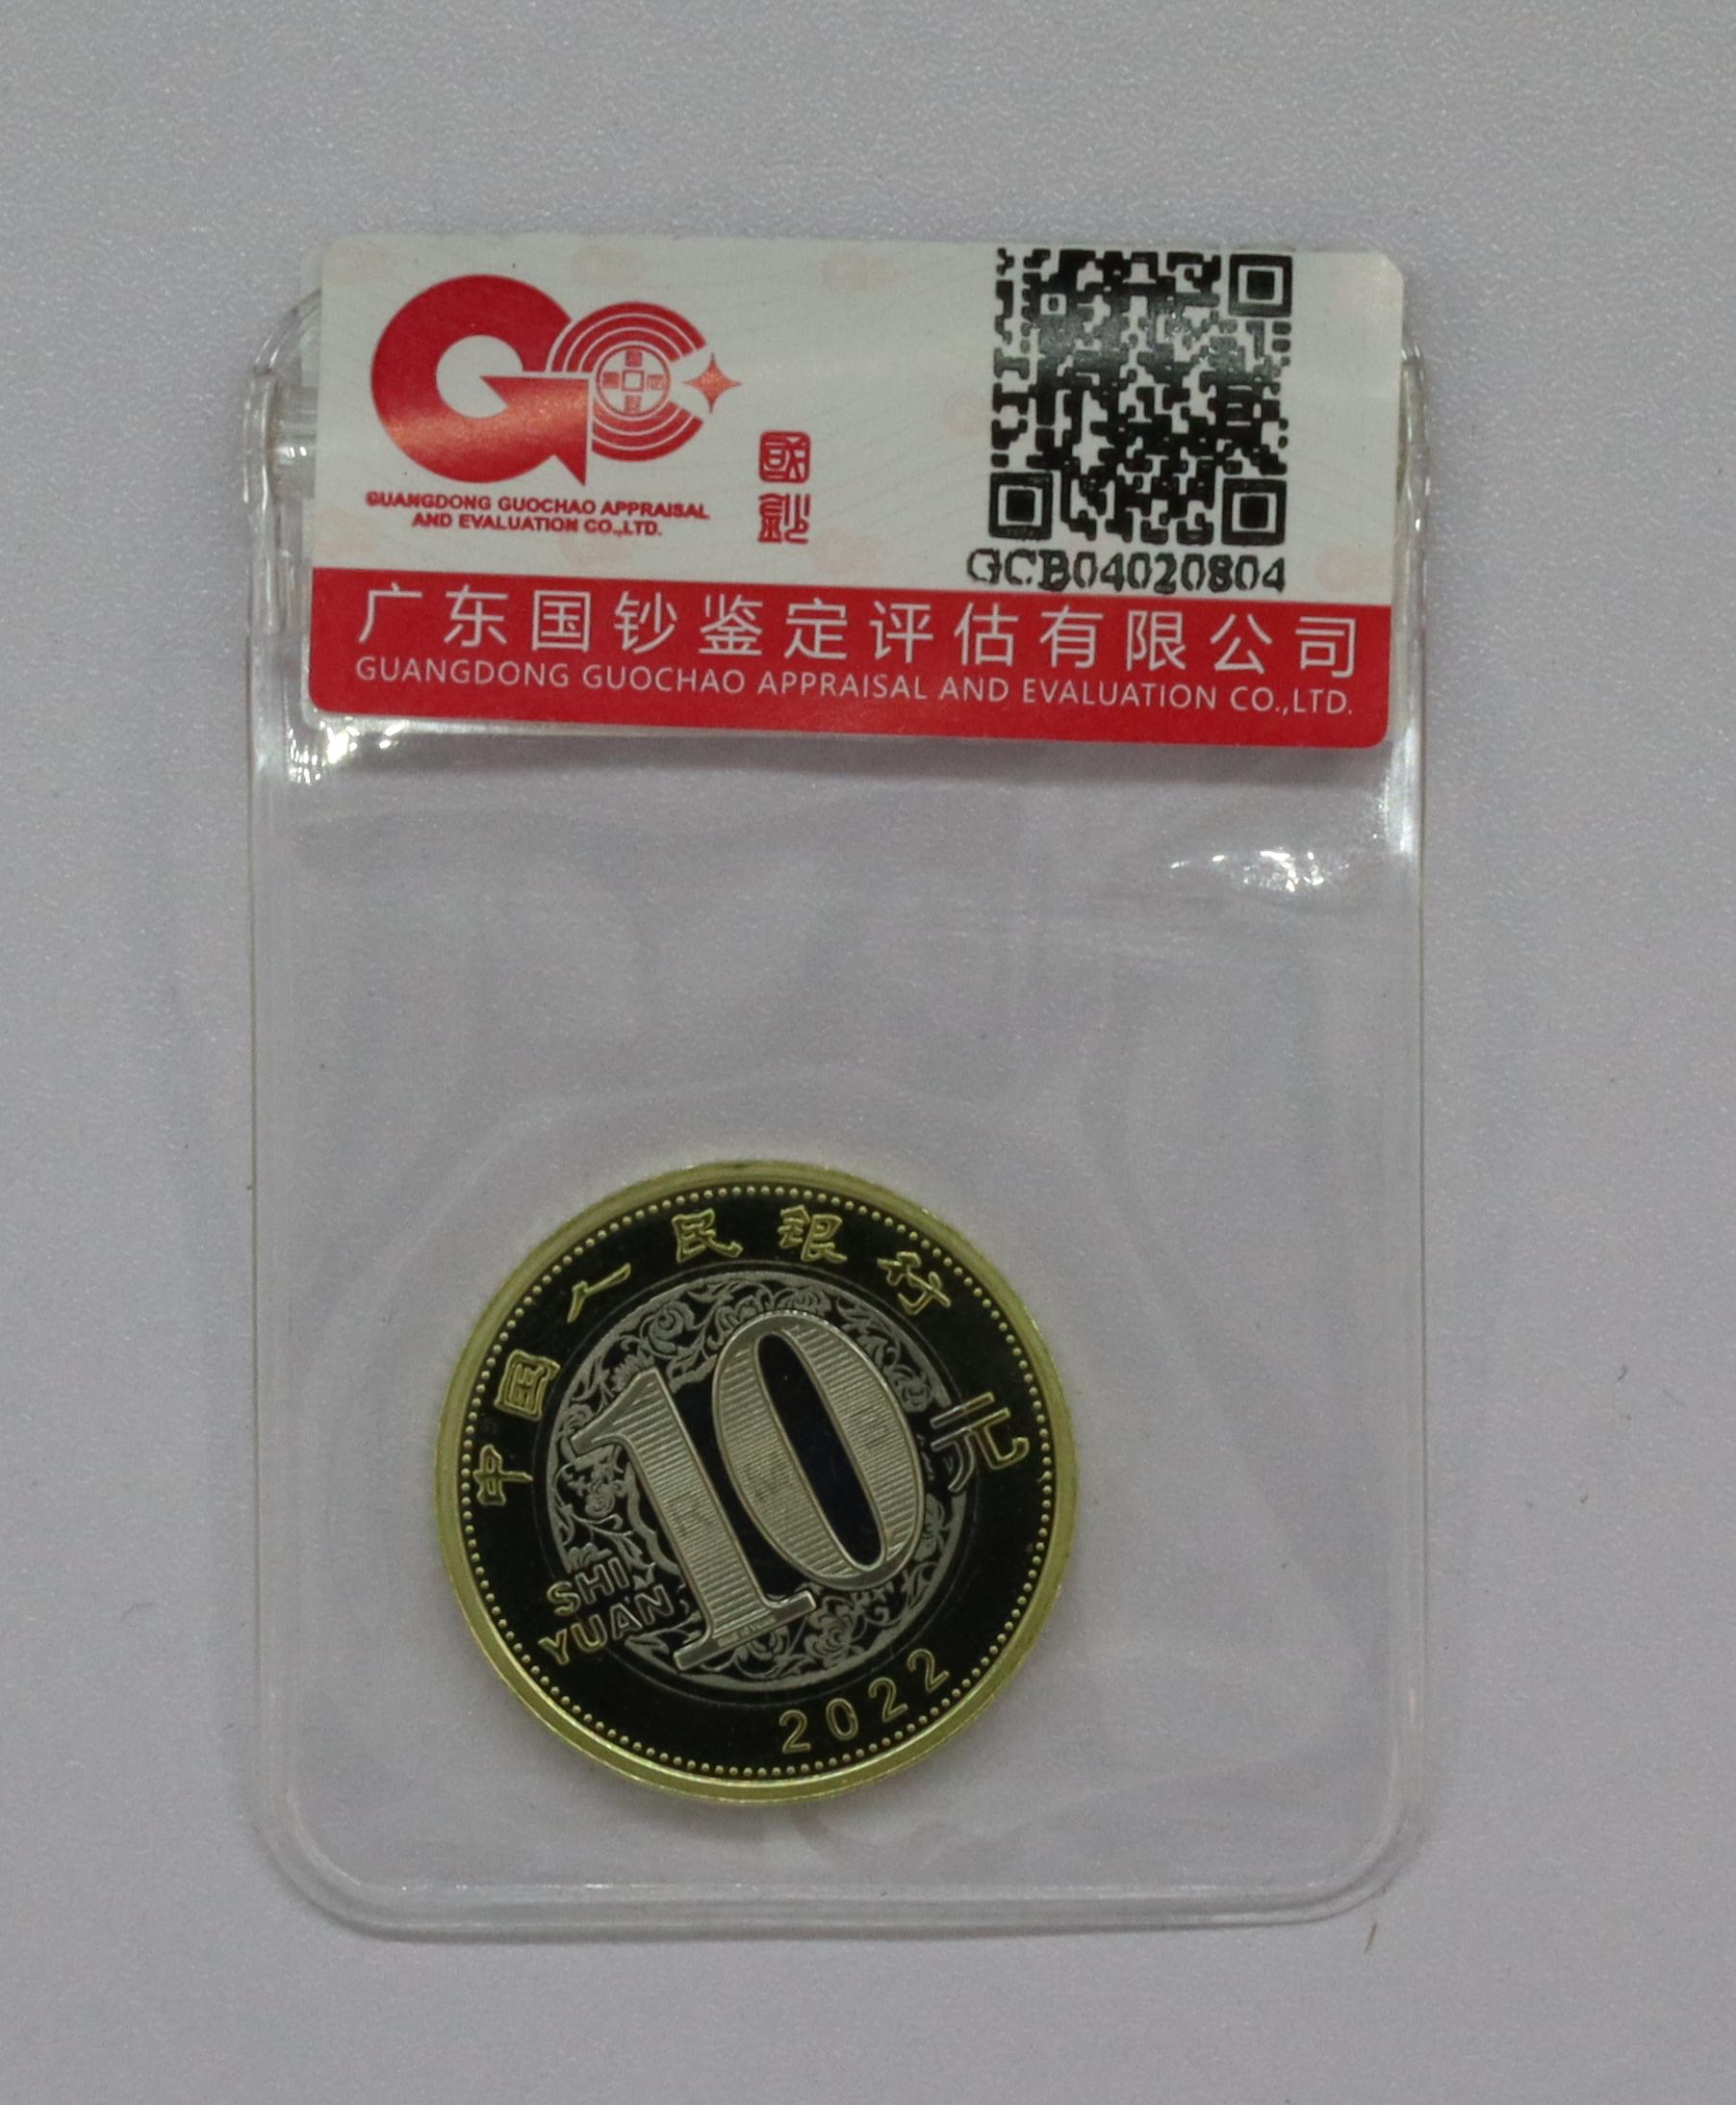 GUANGDONG GUOCHAO APPRAISAL
AND EVALUATION CO.,LTD.
國鈔
GCB04020804
广东国钞鉴定评估有限公司
GUANGDONG GUOCHAO APPRAISAL AND EVALUATION CO.,LTD.
中国人民银行
10
元
SHI
YUAN
2022